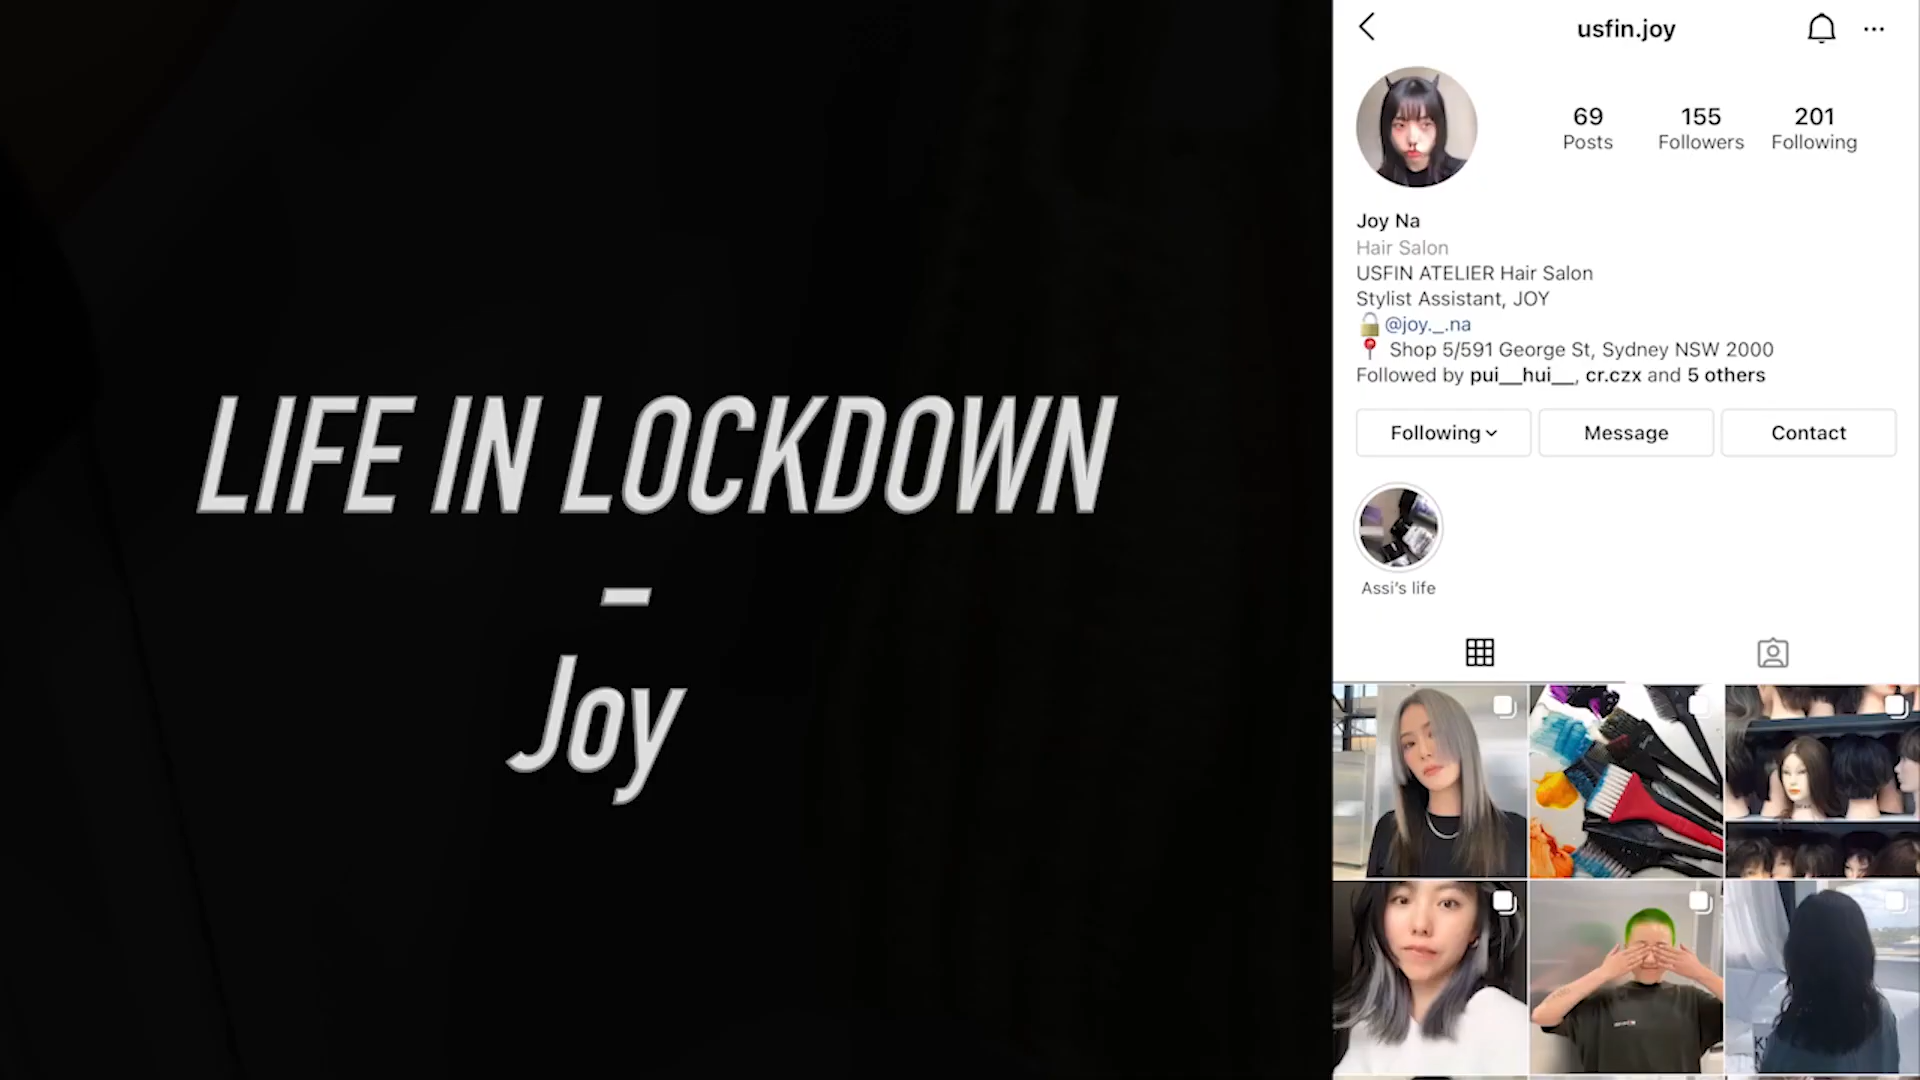 LIFE IN LOCKDOWN
-
Joy
usfin.joy
69
Posts
155
Followers
201
Following
Joy Na
Hair Salon
USFIN ATELIER Hair Salon
Stylist Assistant, JOY
@joy._.na
Shop 5/591 George St, Sydney NSW 2000
Followed by pui__hui__, cr.czx and 5 others
Following
Message
Contact
Assi's life